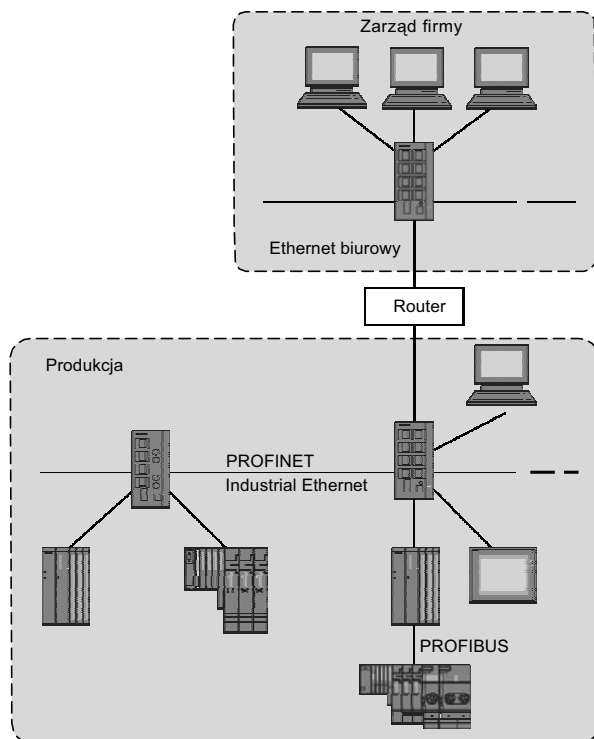 Zarząd firmy
Ethernet biurowy
Router
Produkcja
PROFINET
Industrial Ethernet
PROFIBUS